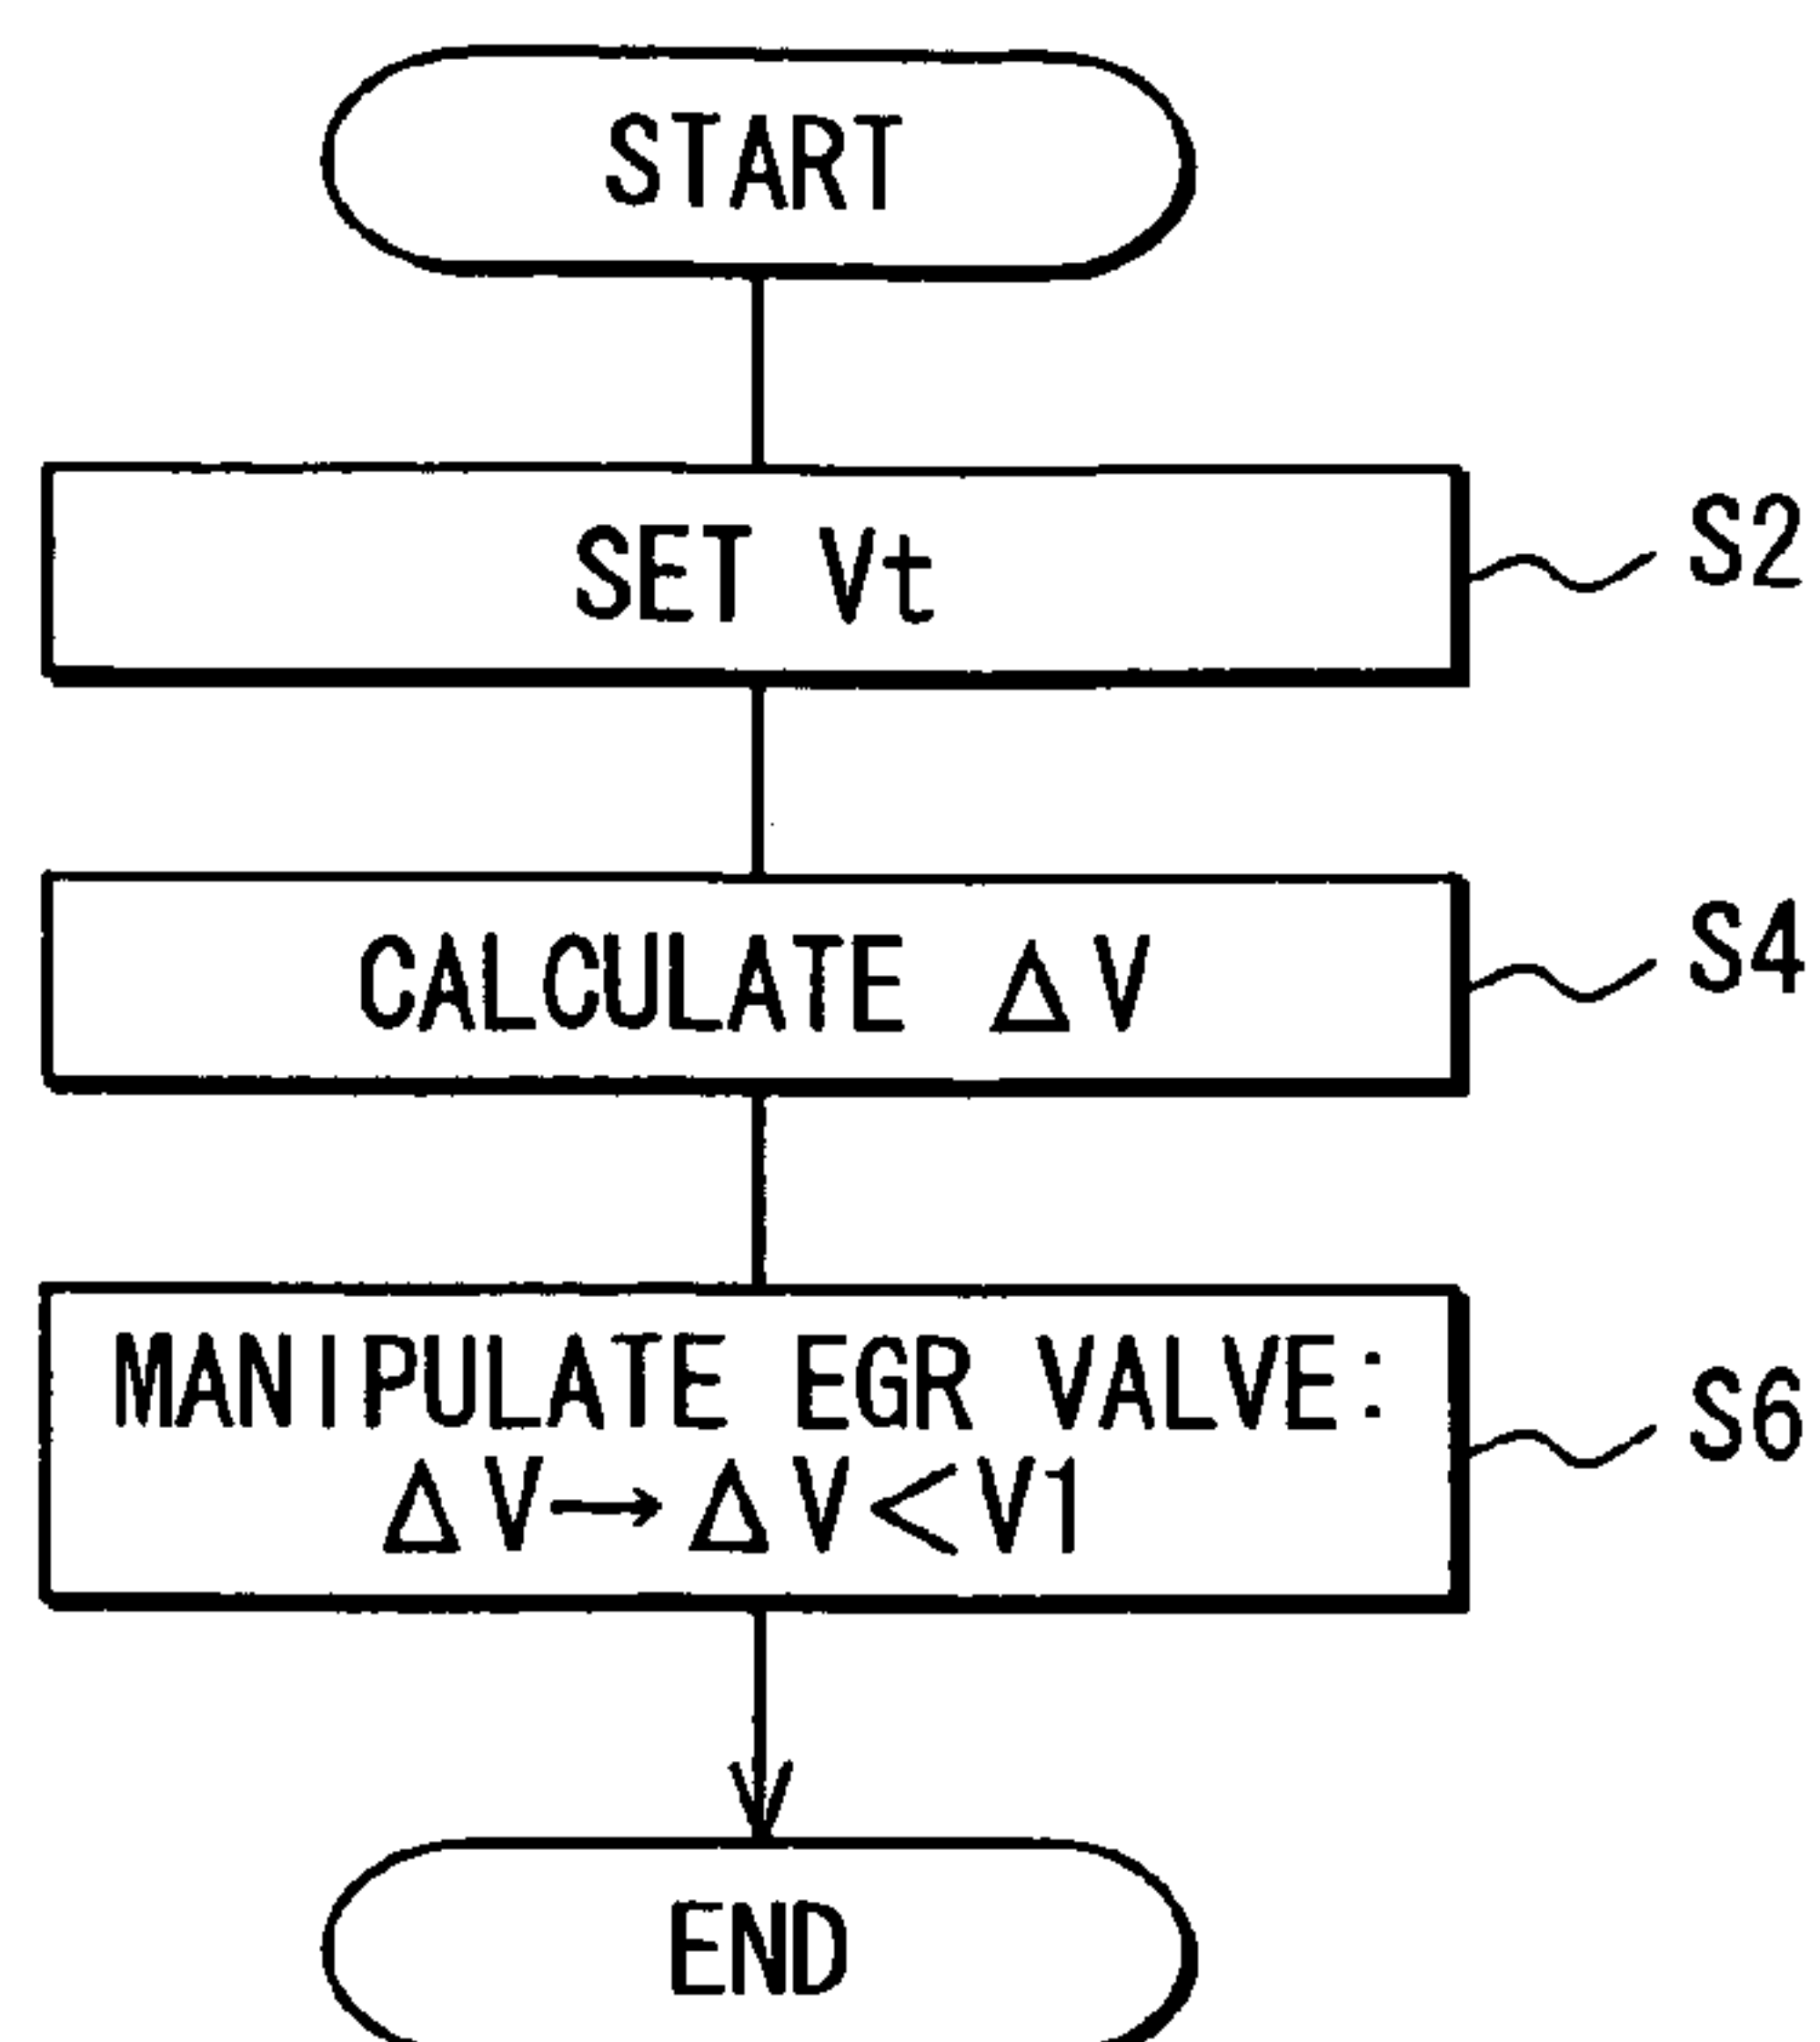 START
SET Vt
S2
CALCULATE ΔV
S4
MANIPULATE EGR VALVE:
ΔV→ΔV<V1
S6
END